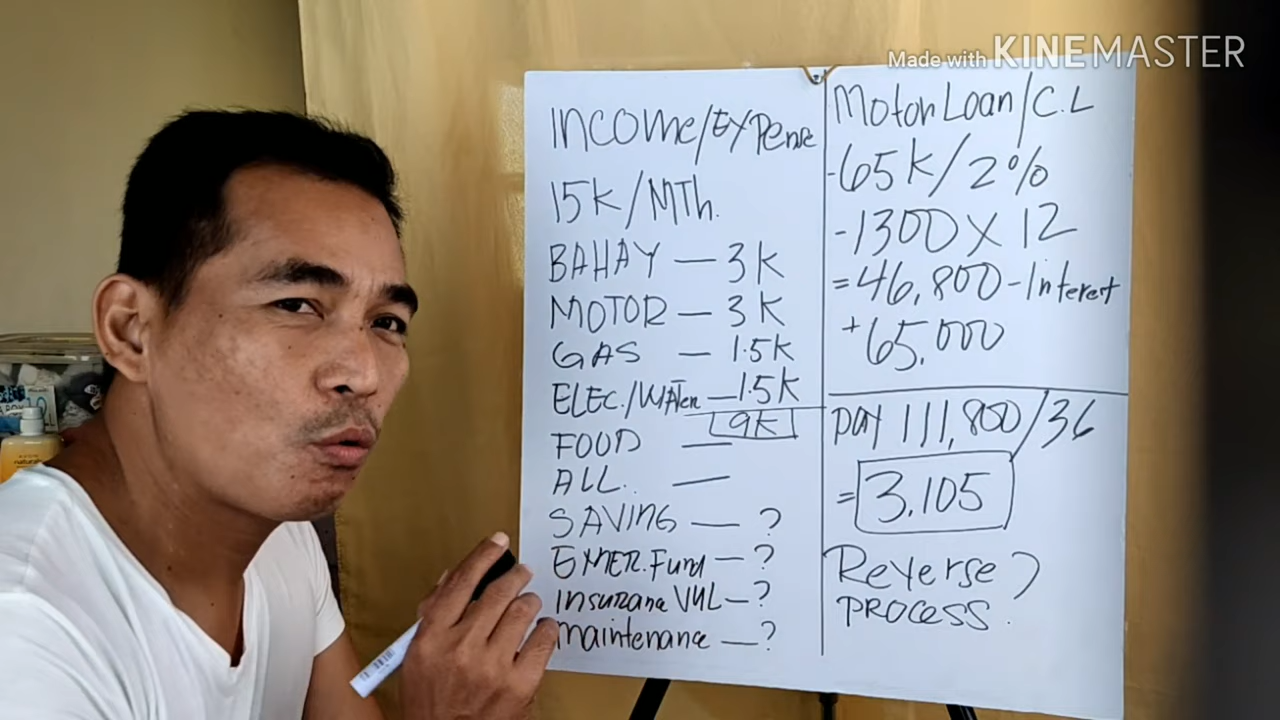 Made with KINEMASTER
INCOME/EXPense
15K/MTh.
BAHAY — 3K
MOTOR — 3K
GAS — 1.5K
ELEC./WATer — 1.5K
9K
FOOD —
ALL. —
SAVING — ?
EMER. Fund — ?
Insurance VUL — ?
Maintenance — ?
Motor Loan/C.L
-65K/2%
-1300 X 12
=46,800 - Interest
+65,000
PAY 111,800/36
= 3,105
Reverse ?
PROCESS.